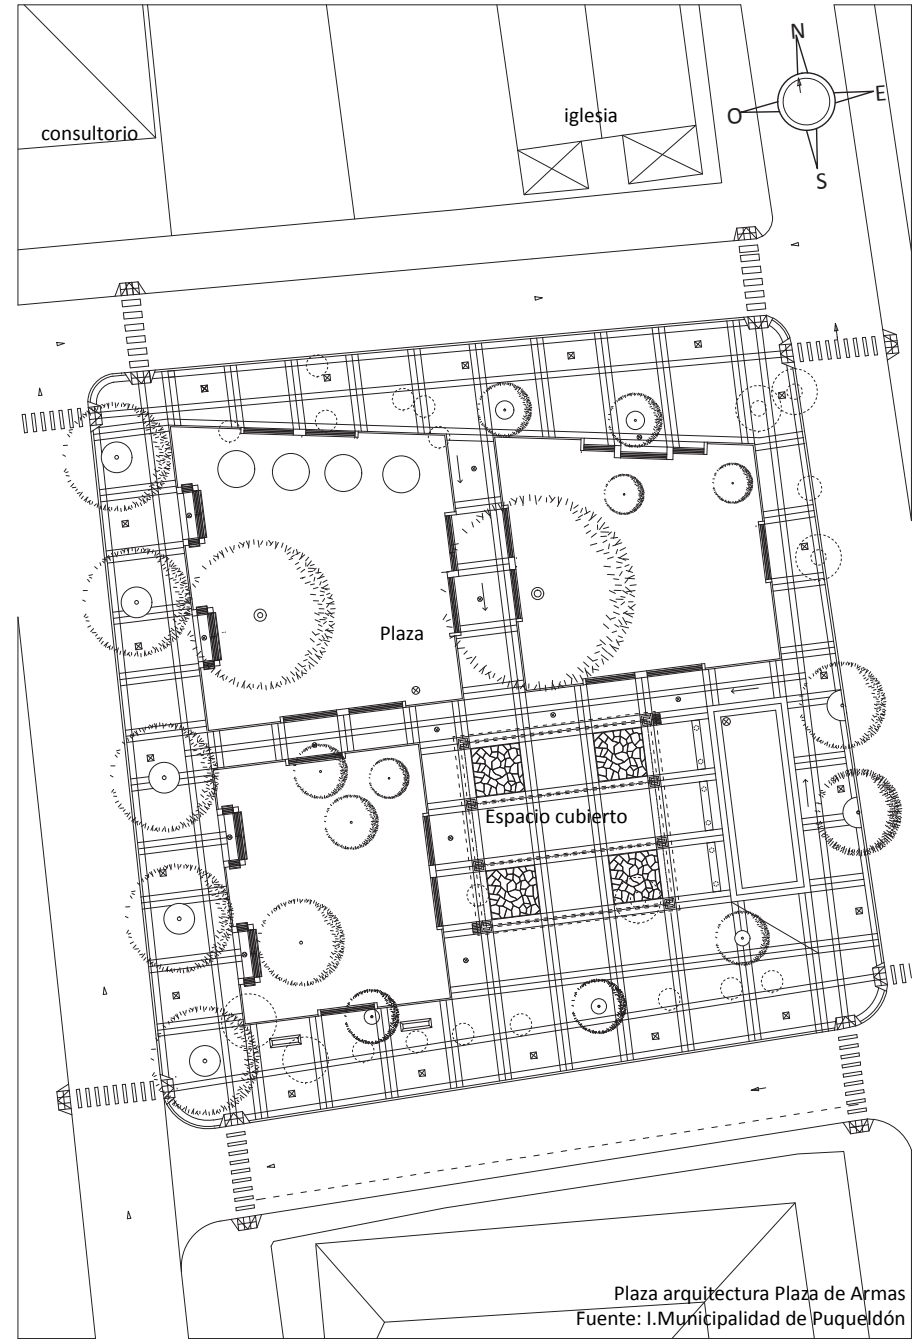 N
iglesia
E
consultorio
O
S
Plaza
Espacio cubierto
Plaza arquitectura Plaza de Armas
Fuente: I.Municipalidad de Puqueldón